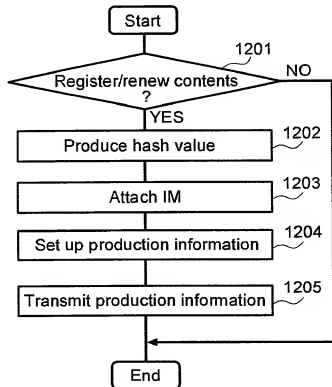 Start
1201
Register/renew contents
?
NO
YES
1202
Produce hash value
1203
Attach IM
1204
Set up production information
1205
Transmit production information
End